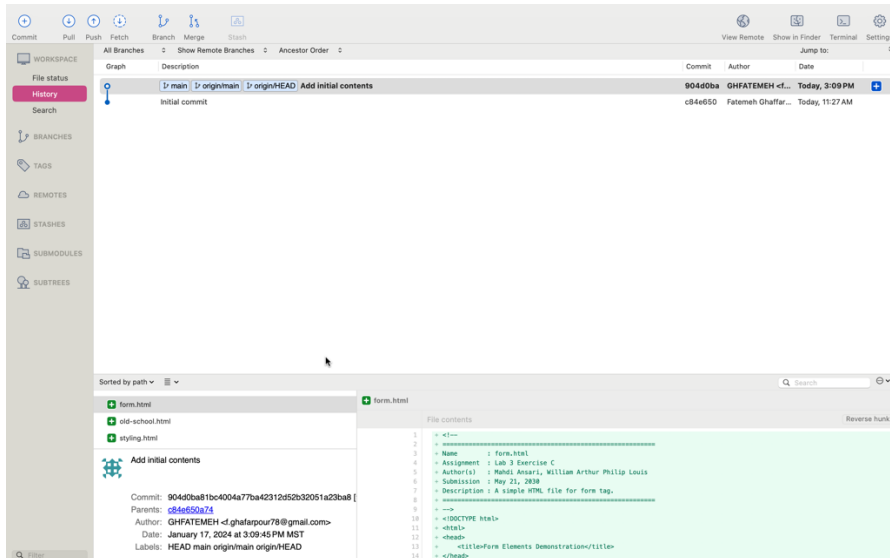 Commit Pull Push Fetch Branch Merge Stash View Remote Show in Finder Terminal Setting
All Branches Show Remote Branches Ancestor Order Jump to:
WORKSPACE
File status
History
Search
BRANCHES
TAGS
REMOTES
STASHES
SUBMODULES
SUBTREES
Filter
Graph Description Commit Author Date
main origin/main origin/HEAD Add initial contents 904d0ba GHFATEMEH <f... Today, 3:09 PM
Initial commit c84e650 Fatemeh Ghaffar... Today, 11:27 AM
Sorted by path Search
form.html
old-school.html
styling.html
Add initial contents
Commit: 904d0ba81bc4004a77ba42312d52b32051a23ba8 [
Parents: c84e650a74
Author: GHFATEMEH <f.ghafarpour78@gmail.com>
Date: January 17, 2024 at 3:09:45 PM MST
Labels: HEAD main origin/main origin/HEAD
form.html
File contents Reverse hunk
1 + <!--
2 + ===========================================================
3 + Name : form.html
4 + Assignment : Lab 3 Exercise C
5 + Author(s) : Mahdi Ansari, William Arthur Philip Louis
6 + Submission : May 21, 2030
7 + Description : A simple HTML file for form tag.
8 + ===========================================================
9 + -->
10 + <!DOCTYPE html>
11 + <html>
12 + <head>
13 + <title>Form Elements Demonstration</title>
14 + </head>